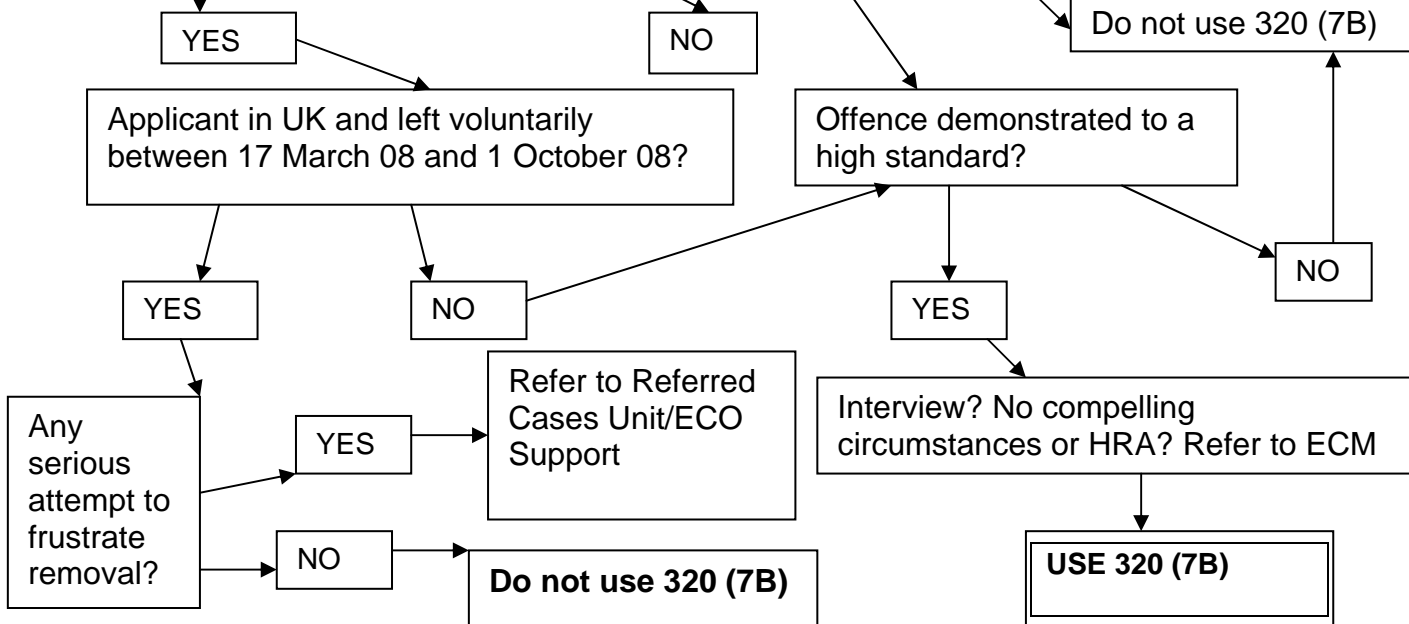 YES
NO
Do not use 320 (7B)
Applicant in UK and left voluntarily
between 17 March 08 and 1 October 08?
Offence demonstrated to a
high standard?
YES
NO
YES
NO
Any
serious
attempt to
frustrate
removal?
YES
Refer to Referred
Cases Unit/ECO
Support
Interview? No compelling
circumstances or HRA? Refer to ECM
NO
Do not use 320 (7B)
USE 320 (7B)